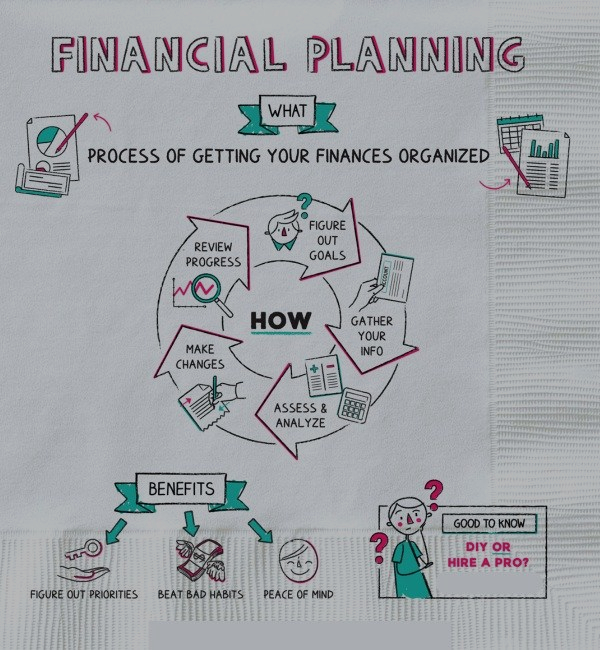 FINANCIAL PLANNING
WHAT
PROCESS OF GETTING YOUR FINANCES ORGANIZED
FIGURE
OUT
GOALS
ACCOUNT
GATHER
YOUR
INFO
ASSESS &
ANALYZE
MAKE
CHANGES
REVIEW
PROGRESS
HOW
BENEFITS
FIGURE OUT PRIORITIES
BEAT BAD HABITS
PEACE OF MIND
GOOD TO KNOW
DIY OR
HIRE A PRO?